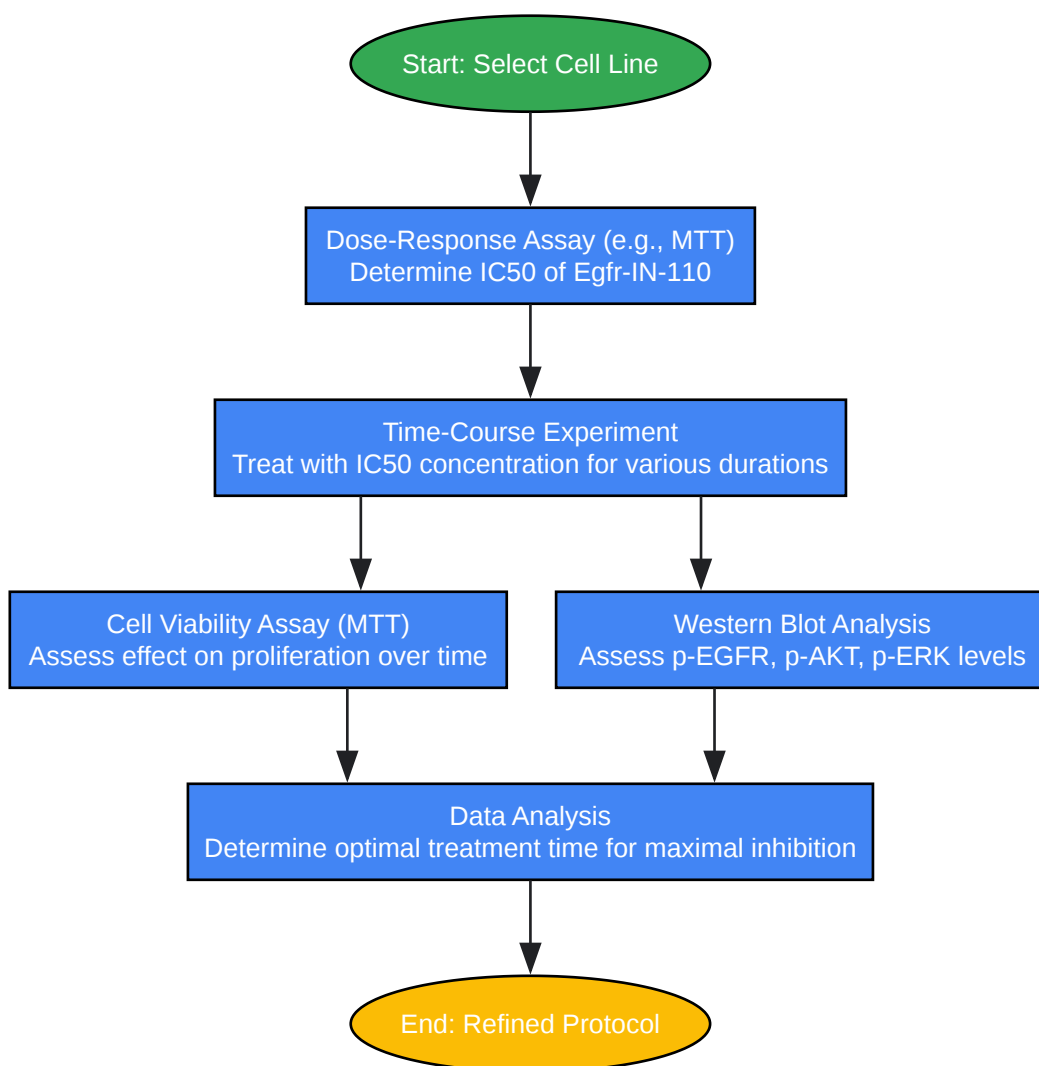 Start: Select Cell Line
Dose-Response Assay (e.g., MTT)
Determine IC50 of Egfr-IN-110
Time-Course Experiment
Treat with IC50 concentration for various durations
Cell Viability Assay (MTT)
Assess effect on proliferation over time
Western Blot Analysis
Assess p-EGFR, p-AKT, p-ERK levels
Data Analysis
Determine optimal treatment time for maximal inhibition
End: Refined Protocol